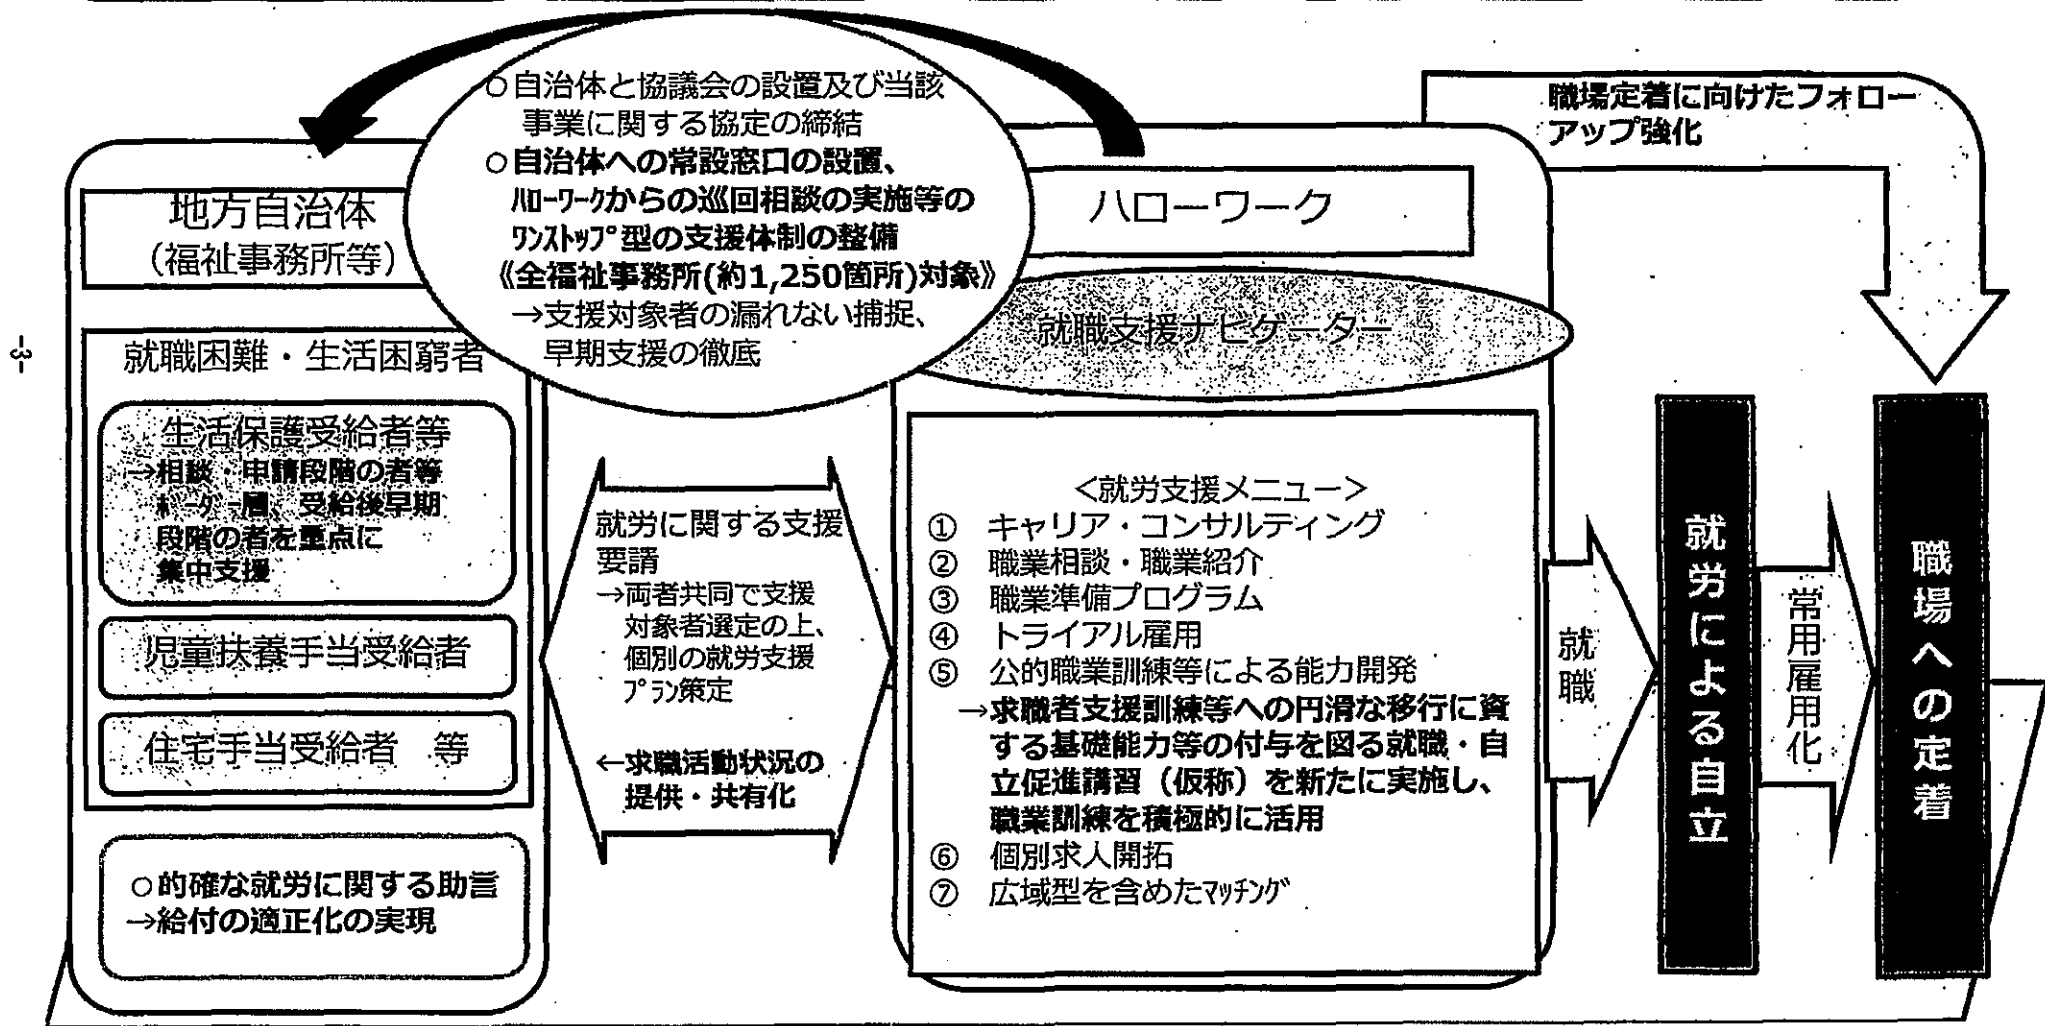 ○自治体と協議会の設置及び当該
事業に関する協定の締結
○自治体への常設窓口の設置、
ﾊﾛｰﾜｰｸからの巡回相談の実施等の
ﾜﾝｽﾄｯﾌﾟ型の支援体制の整備
《全福祉事務所(約1,250箇所)対象》
→支援対象者の漏れない捕捉、
早期支援の徹底
職場定着に向けたフォロー
アップ強化
地方自治体
（福祉事務所等）
就職困難・生活困窮者
生活保護受給者等
→相談・申請段階の者等
ﾎﾞｰﾀﾞｰ層、受給後早期
段階の者を重点に
集中支援
児童扶養手当受給者
住宅手当受給者　等
○的確な就労に関する助言
→給付の適正化の実現
就労に関する支援
要請
→両者共同で支援
対象者選定の上、
個別の就労支援
ﾌﾟﾗﾝ策定
←求職活動状況の
提供・共有化
ハローワーク
就職支援ナビゲーター
＜就労支援メニュー＞
①　キャリア・コンサルティング
②　職業相談・職業紹介
③　職業準備プログラム
④　トライアル雇用
⑤　公的職業訓練等による能力開発
→求職者支援訓練等への円滑な移行に資
する基礎能力等の付与を図る就職・自
立促進講習（仮称）を新たに実施し、
職業訓練を積極的に活用
⑥　個別求人開拓
⑦　広域型を含めたﾏｯﾁﾝｸﾞ
就職
就労による自立
常用雇用化
職場への定着
-3-